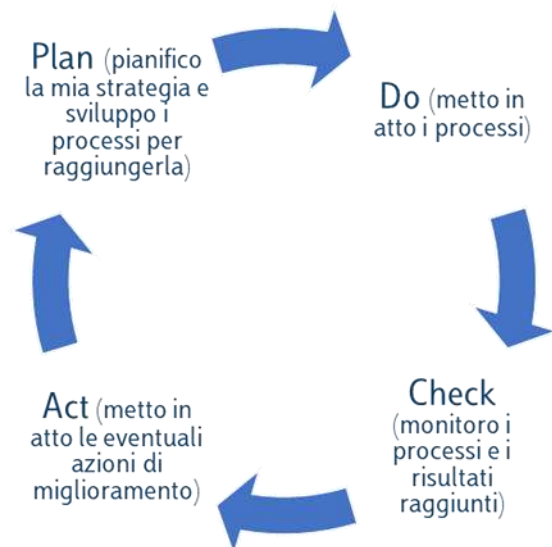 Plan (pianifico
la mia strategia e
sviluppo i
processi per
raggiungerla)
Do (metto in
atto i processi)
Check
(monitoro i
processi e i
risultati
raggiunti)
Act (metto in
atto le eventuali
azioni di
miglioramento)